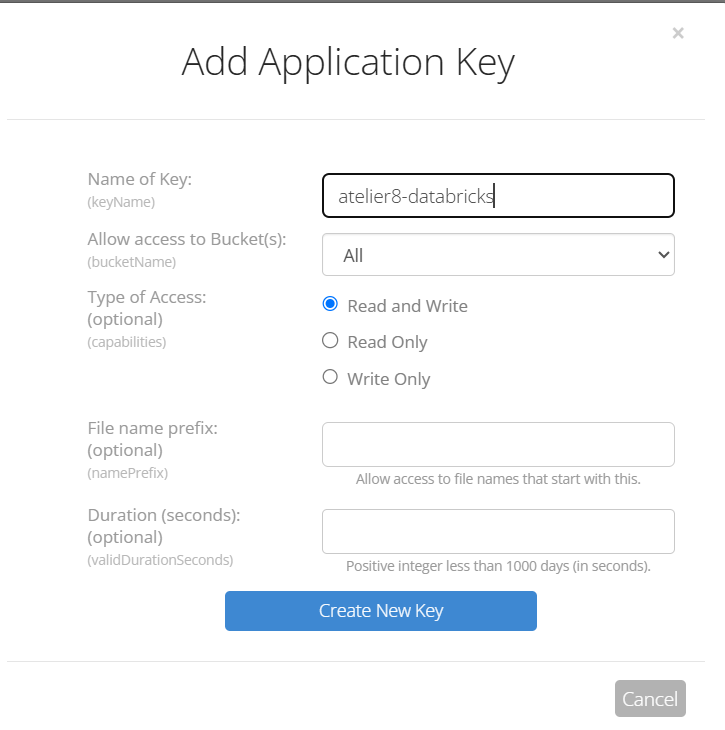 ×
Add Application Key
Name of Key:
(keyName)
atelier8-databricks
Allow access to Bucket(s):
(bucketName)
All
Type of Access:
(optional)
(capabilities)
Read and Write
Read Only
Write Only
File name prefix:
(optional)
(namePrefix)
Allow access to file names that start with this.
Duration (seconds):
(optional)
(validDurationSeconds)
Positive integer less than 1000 days (in seconds).
Create New Key
Cancel